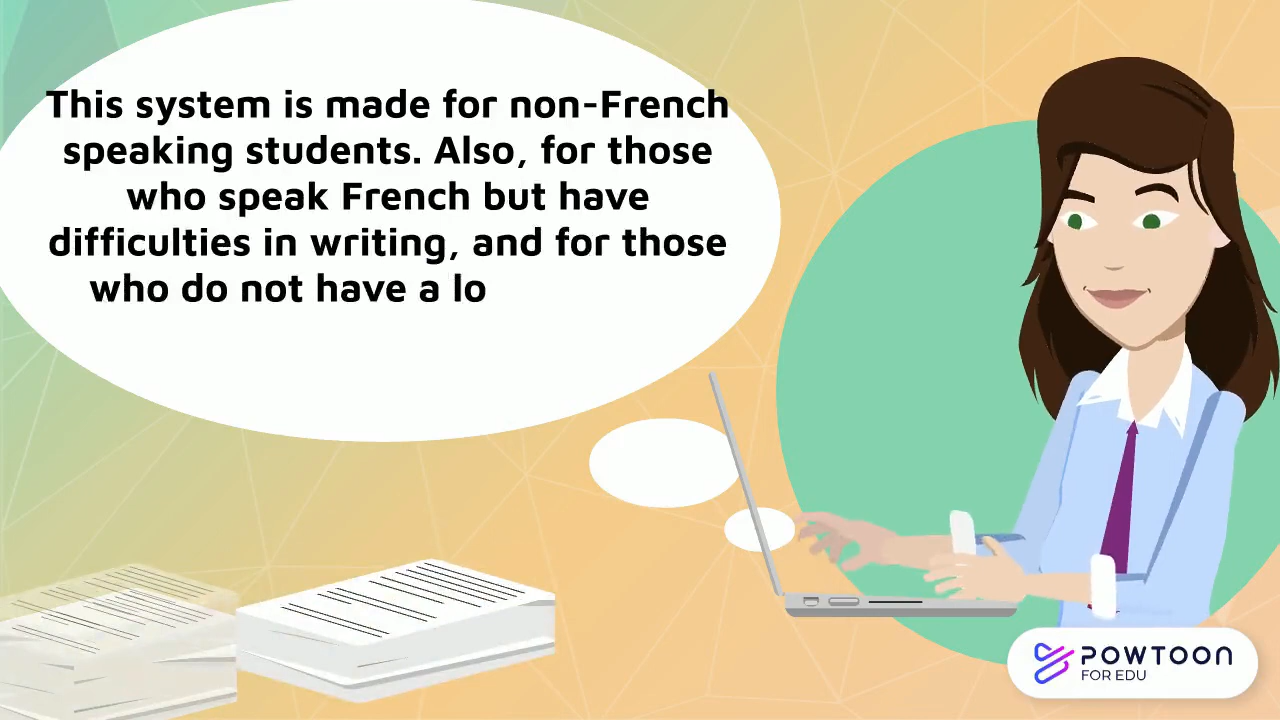 This system is made for non-French
speaking students. Also, for those
who speak French but have
difficulties in writing, and for those
who do not have a lo
POWTOON
FOR EDU